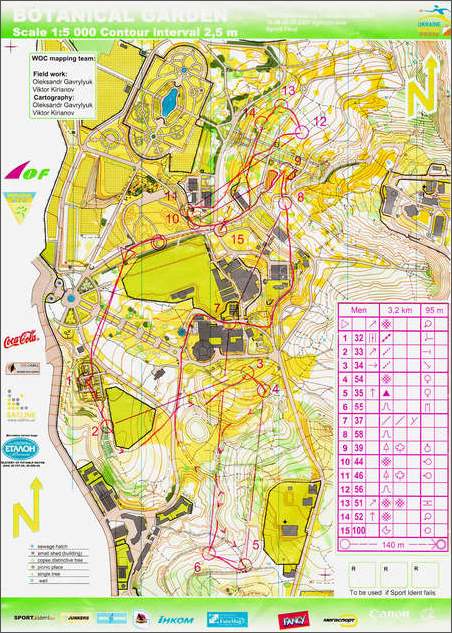 BOTANICAL GARDEN
Scale 1:5 000 Contour Interval 2,5 m
UKRAINE
WOC mapping team:
Field work:
Oleksandr Gavrylyuk
Viktor Kirianov
Cartography:
Oleksandr Gavrylyuk
Viktor Kirianov
N
13
14
12
9
8
11
10
15
OF
7
Coca-Cola
3
1
4
2
6
5
ЕТАЛОН
N
sewage hatch
small shed (building)
copse,distinctive tree
picnic place
single tree
well
Men 3,2 km 95 m
1 32
2 33
3 34
4 54
5 35
6 55
7 37
8 58
9 39
10 44
11 46
12 56
13 51
14 52
15 100
140 m
R R R
To be used if Sport Ident fails
SPORTident
JUNKERS
ІНКОМ
FANCY
Canon